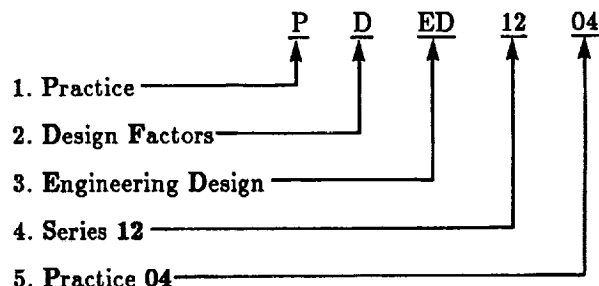 P D ED 12 04
1. Practice
2. Design Factors
3. Engineering Design
4. Series 12
5. Practice 04